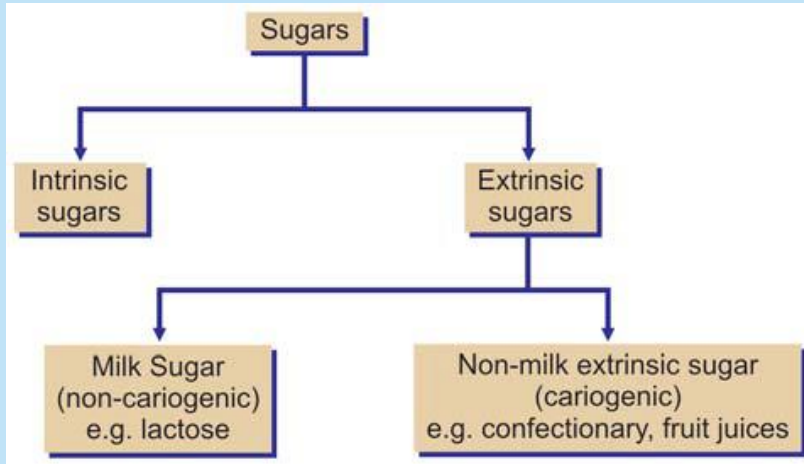 Sugars
Intrinsic
sugars
Extrinsic
sugars
Milk Sugar
(non-cariogenic)
e.g. lactose
Non-milk extrinsic sugar
(cariogenic)
e.g. confectionary, fruit juices